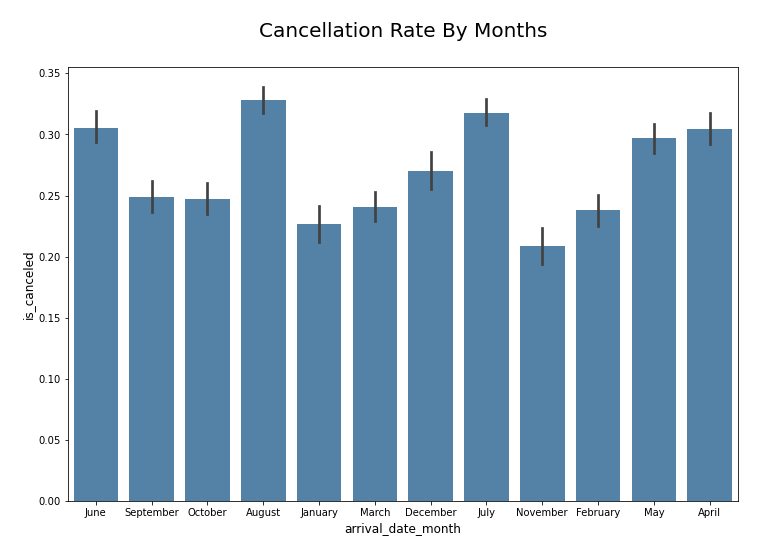 Cancellation Rate By Months
0.35
0.30
0.25
0.20
0.15
0.10
0.05
0.00
is_canceled
June September October August January March December July November February May April
arrival_date_month